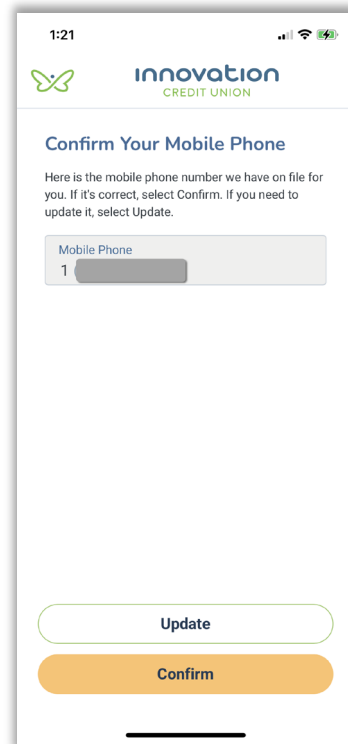 1:21
innovation
CREDIT UNION
Confirm Your Mobile Phone
Here is the mobile phone number we have on file for
you. If it's correct, select Confirm. If you need to
update it, select Update.
Mobile Phone
1 (
Update
Confirm